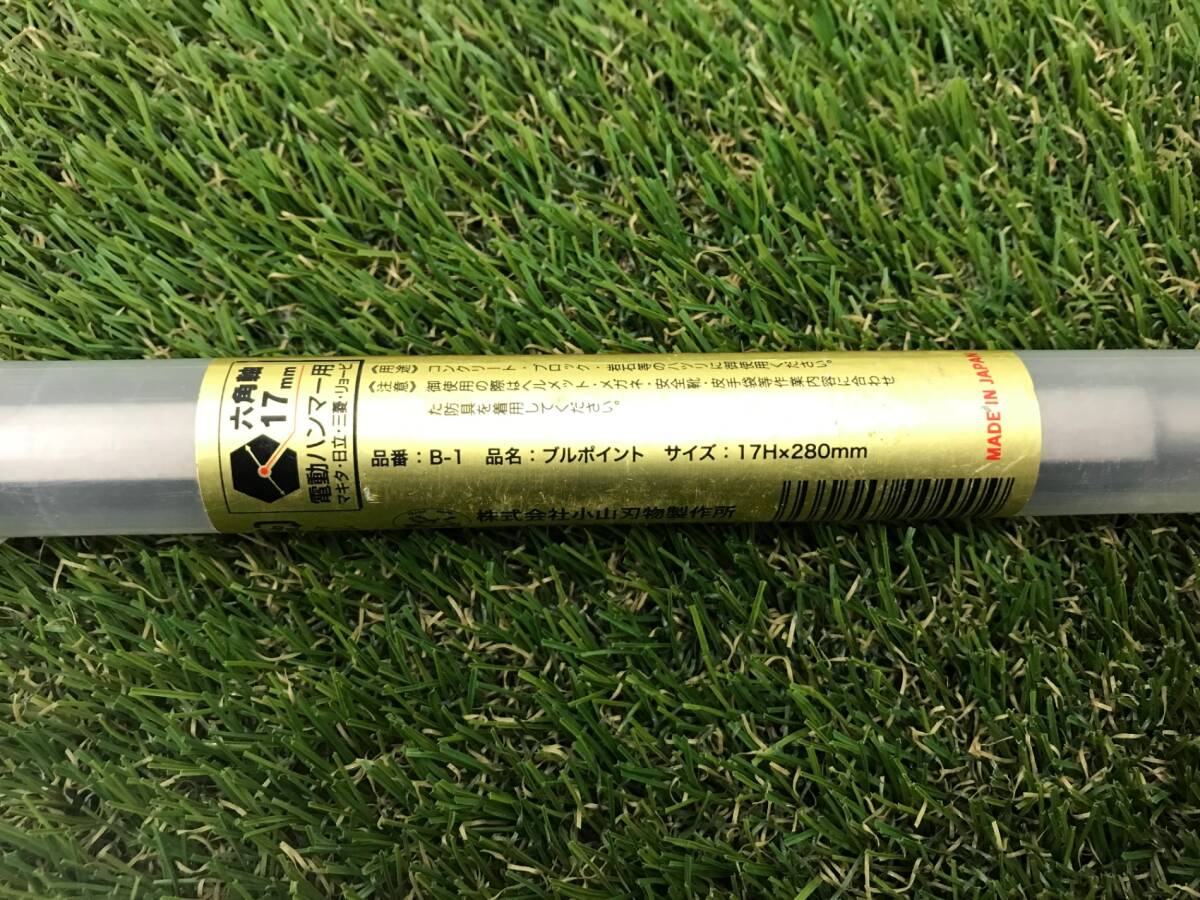 六角軸
17mm
電動ハンマー用
マキタ・日立・三菱・リョービ
《用途》コンクリート・ブロック・岩石等のハツリに御使用ください。
《注意》御使用の際はヘルメット・メガネ・安全靴・皮手袋等作業内容に合わせ
た防具を着用してください。
品番：B-1 品名：ブルポイント サイズ：17H×280mm
株式会社小山刃物製作所
MADE IN JAPAN